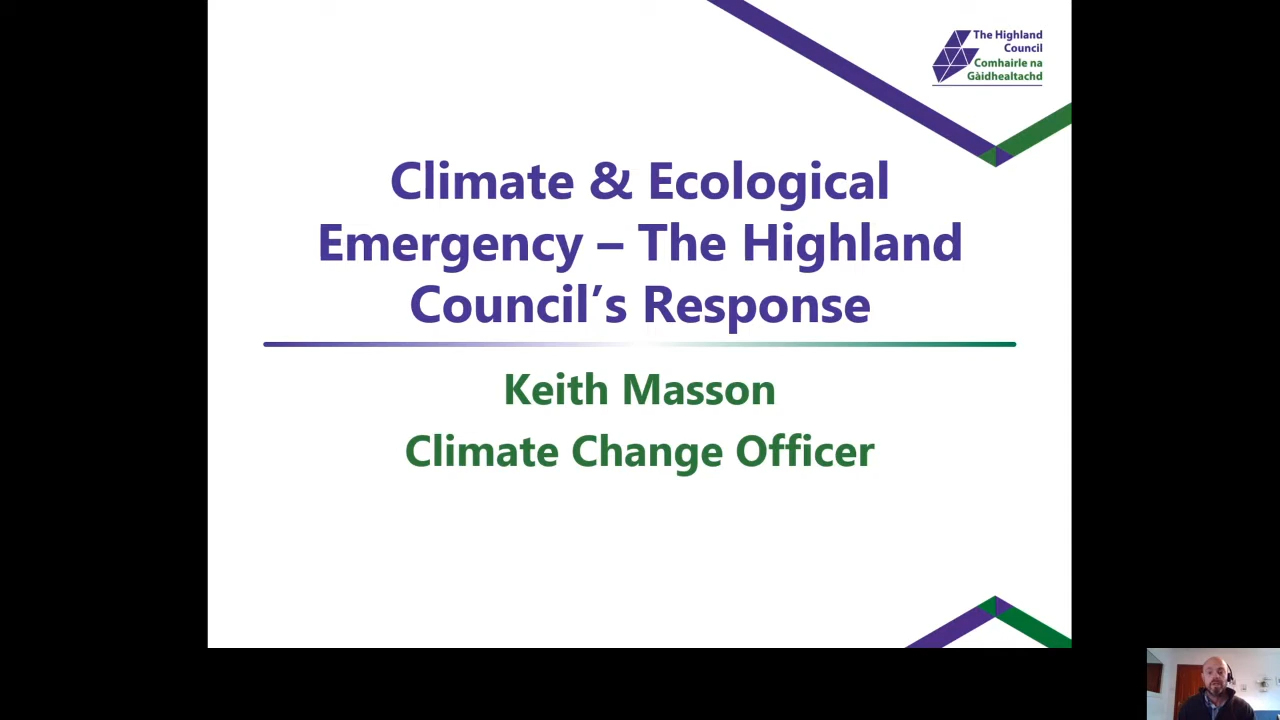 The Highland
Council
Comhairle na
Gàidhealtachd
Climate & Ecological
Emergency – The Highland
Council’s Response
Keith Masson
Climate Change Officer